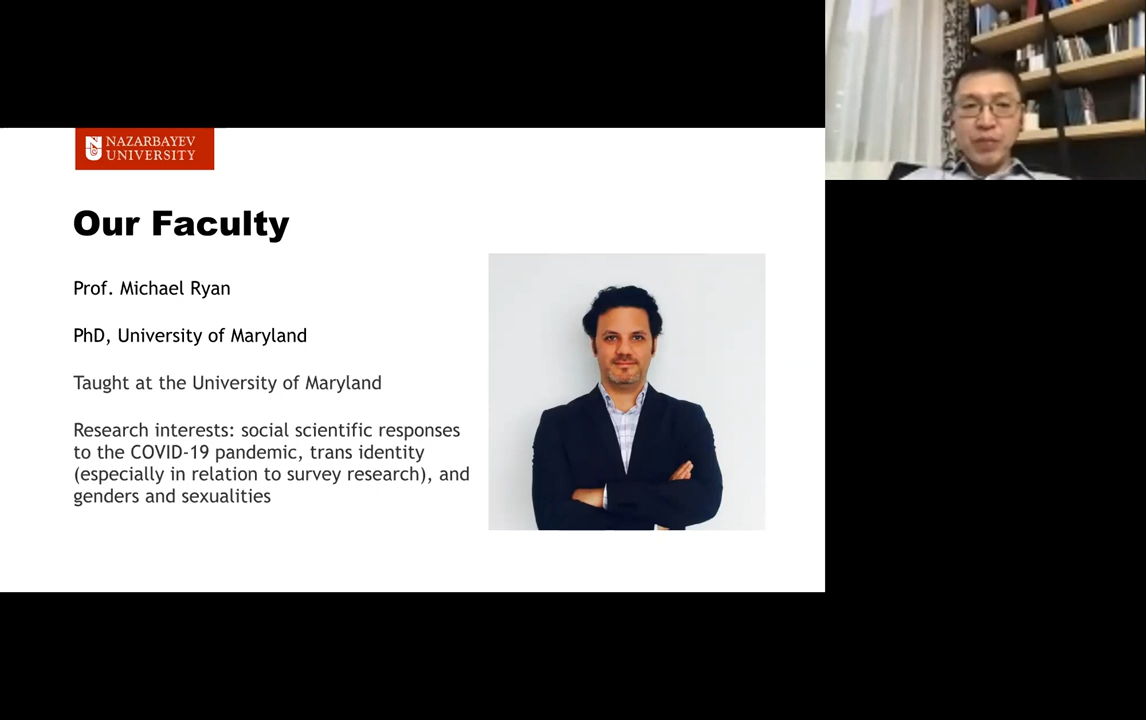 NAZARBAYEV
UNIVERSITY
Our Faculty
Prof. Michael Ryan
PhD, University of Maryland
Taught at the University of Maryland
Research interests: social scientific responses
to the COVID-19 pandemic, trans identity
(especially in relation to survey research), and
genders and sexualities